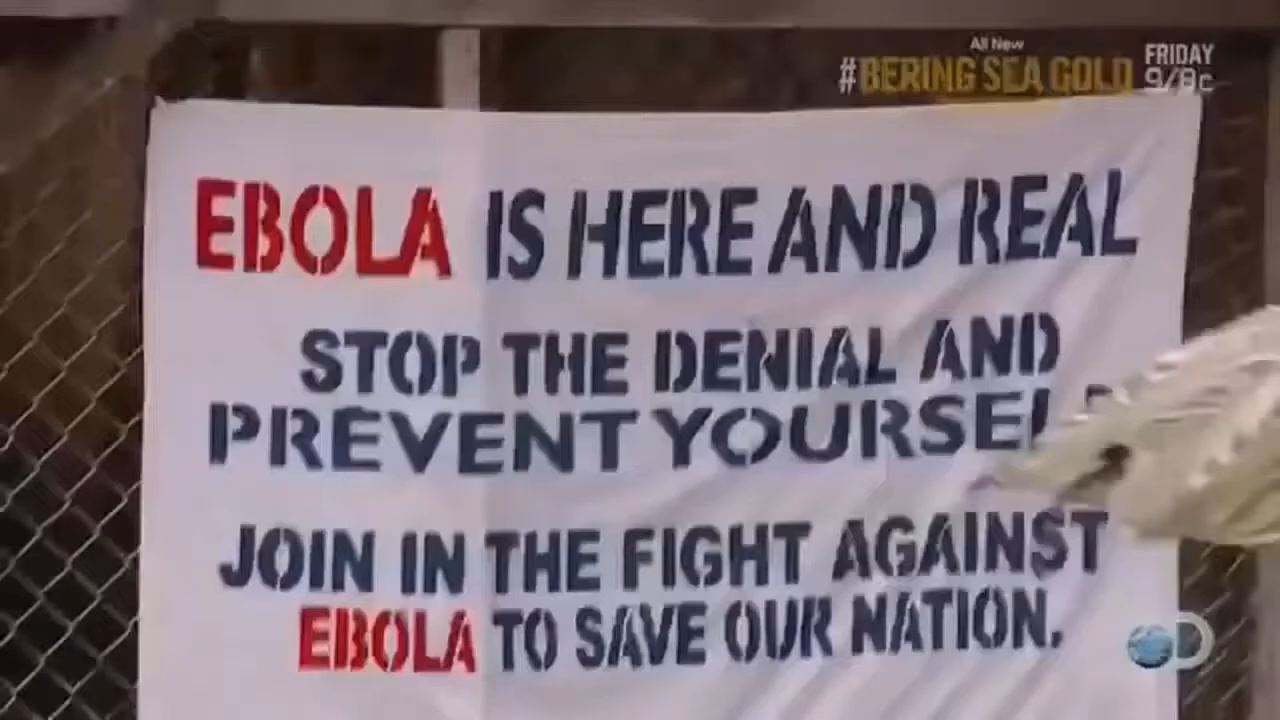 All New
#BERING SEA GOLD
FRIDAY
9/8c
EBOLA IS HERE AND REAL
STOP THE DENIAL AND
PREVENT YOURSELF
JOIN IN THE FIGHT AGAINST
EBOLA TO SAVE OUR NATION.
D